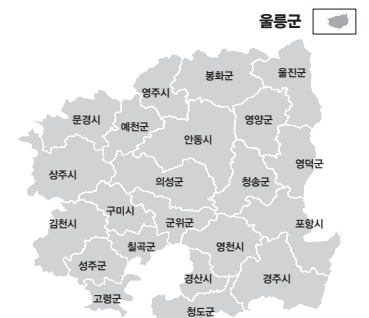 울릉군
봉화군
울진군
영주시
문경시
예천군
영양군
안동시
영덕군
상주시
의성군
청송군
구미시
군위군
김천시
포항시
칠곡군
영천시
성주군
경산시
경주시
고령군
청도군